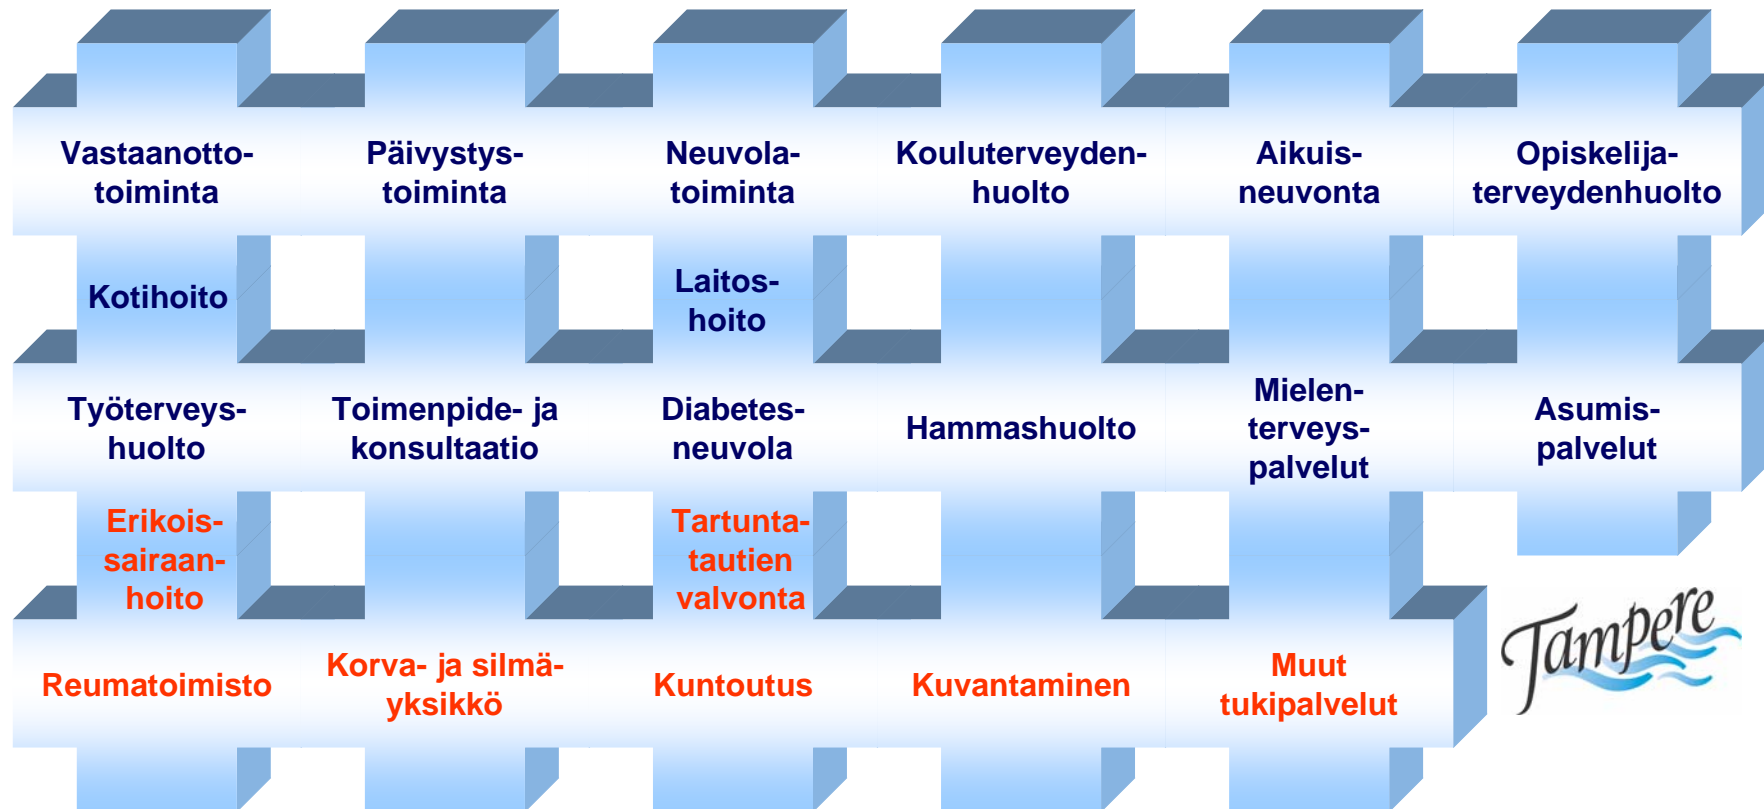 Vastaanotto-
toiminta
Päivystys-
toiminta
Neuvola-
toiminta
Kouluterveyden-
huolto
Aikuis-
neuvonta
Opiskelija-
terveydenhuolto
Kotihoito
Laitos-
hoito
Työterveys-
huolto
Toimenpide- ja
konsultaatio
Diabetes-
neuvola
Hammashuolto
Mielen-
terveys-
palvelut
Asumis-
palvelut
Erikois-
sairaan-
hoito
Tartunta-
tautien
valvonta
Reumatoimisto
Korva- ja silmä-
yksikkö
Kuntoutus
Kuvantaminen
Muut
tukipalvelut
Tampere